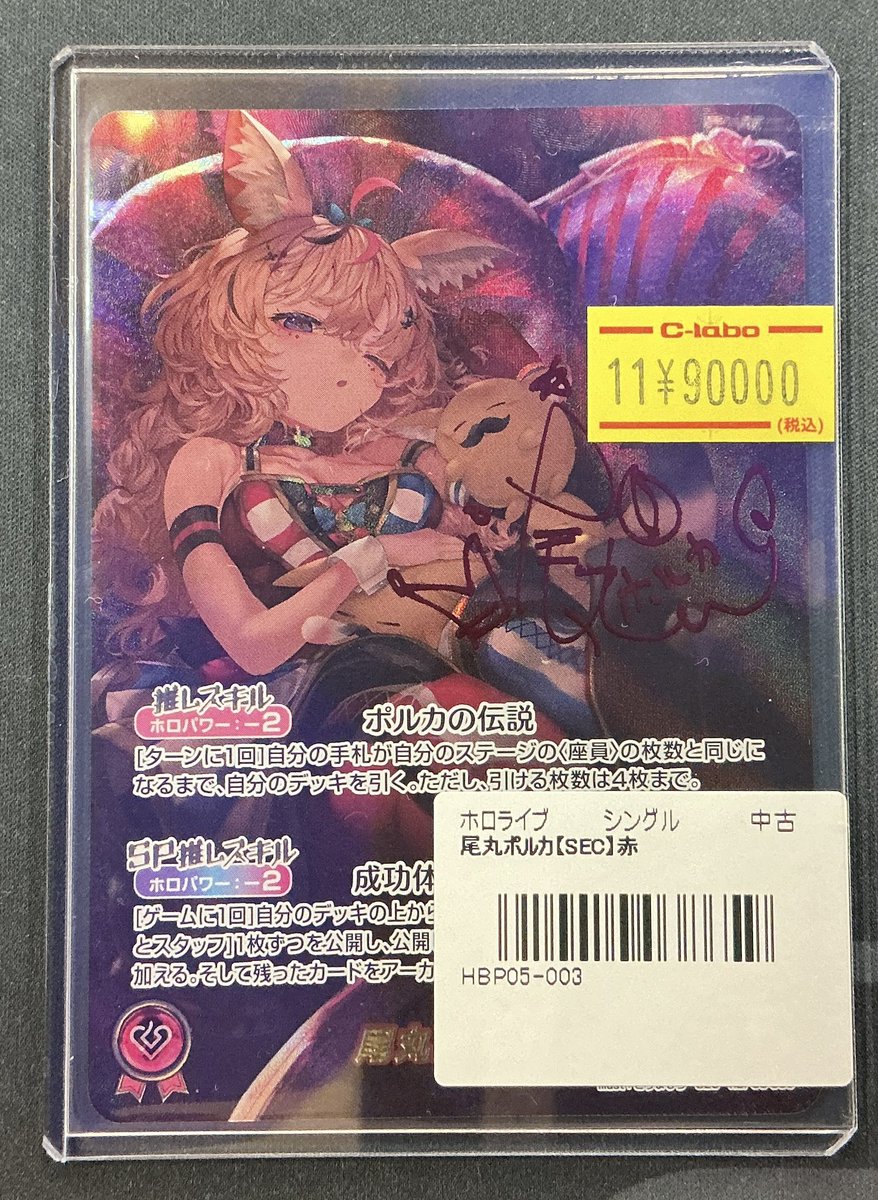 C-labo
11¥90000
(税込)
ポルカ
推しスキル
ホロパワー:-2
ポルカの伝説
[ターンに1回]自分の手札が自分のステージの〈座員〉の枚数と同じに
なるまで、自分のデッキを引く。ただし、引ける枚数は4枚まで。
SP推しスキル
ホロパワー:-2
成功体
[ゲームに1回]自分のデッキの上から
とスタッフ]1枚ずつを公開し、公開
加える。そして残ったカードをアーカ
尾丸
ホロライブ シングル 中古
尾丸ポルカ【SEC】赤
HBP05-003